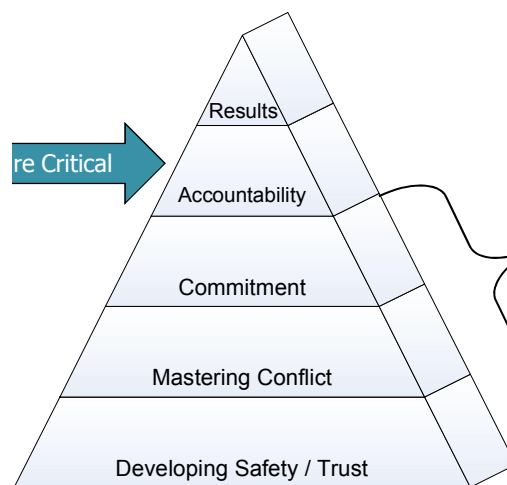 Results
re Critical
Accountability
Commitment
Mastering Conflict
Developing Safety / Trust